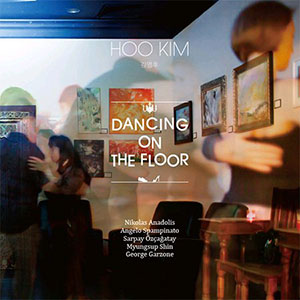 HOO KIM
DANCING
ON
THE FLOOR
Nikolas Anadolis
Angelo Spampinato
Sarpay Özçağatay
Myungsup Shin
George Garzone